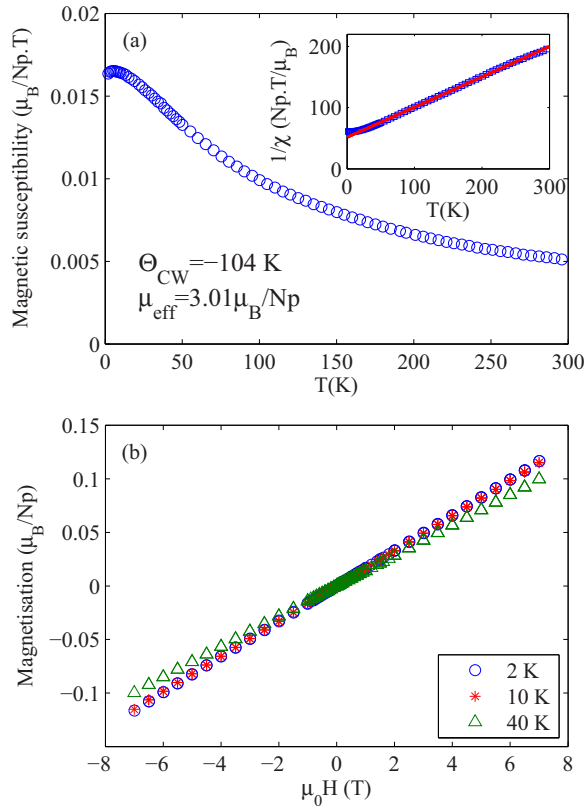 (a)
Magnetic susceptibility (μB/Np.T)
0.02
0.015
0.01
0.005
0
0 50 100 150 200 250 300
T(K)
ΘCW=−104 K
μeff=3.01μB/Np
1/χ (Np.T/μB)
200
100
0
0 100 200 300
T(K)
(b)
Magnetisation (μB/Np)
0.15
0.1
0.05
0
−0.05
−0.1
−8 −6 −4 −2 0 2 4 6 8
μ0H (T)
2 K
10 K
40 K